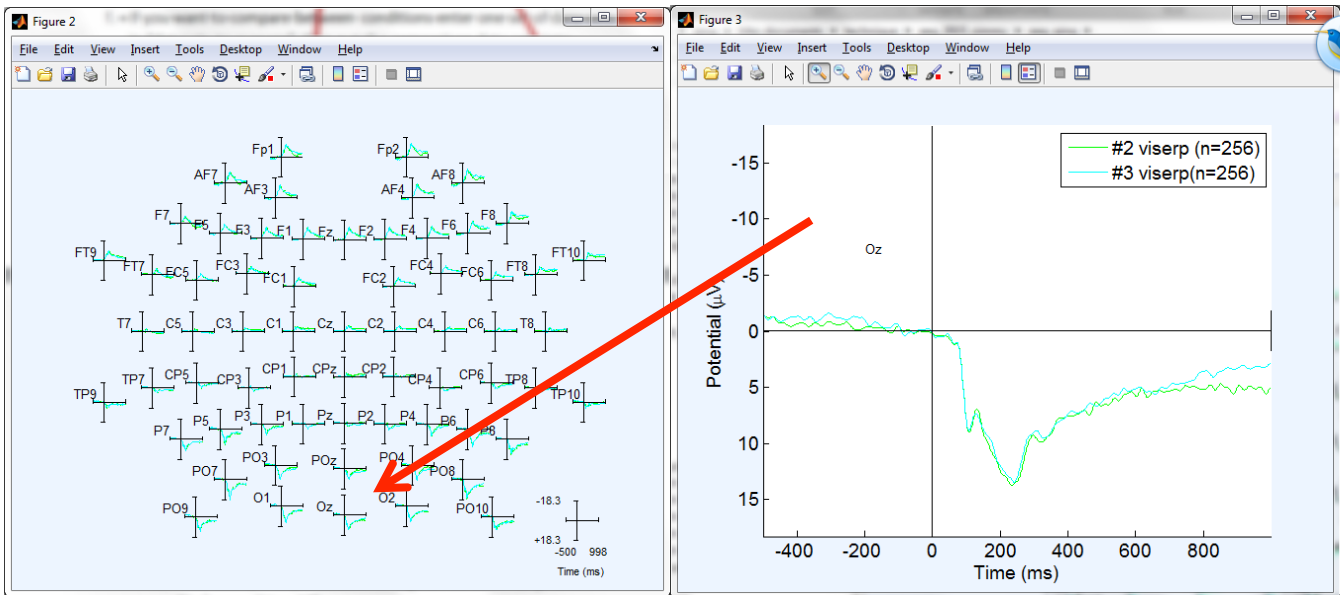 Figure 2
File Edit View Insert Tools Desktop Window Help
Fp1 Fp2
AF7 AF3 AF4 AF8
F7 F5 F3 F1 Fz F2 F4 F6 F8
FT9 FT7 FC5 FC3 FC1 FC2 FC4 FC6 FT8 FT10
T7 C5 C3 C1 Cz C2 C4 C6 T8
TP9 TP7 CP5 CP3 CP1 CPz CP2 CP4 CP6 TP8 TP10
P7 P5 P3 P1 Pz P2 P4 P6 P8
PO7 PO3 POz PO4 PO8
PO9 O1 Oz O2 PO10
-18.3
+18.3
-500 998
Time (ms)
Figure 3
File Edit View Insert Tools Desktop Window Help
#2 viserp (n=256)
#3 viserp(n=256)
Oz
Potential (μV)
-15
-10
-5
0
5
10
15
-400 -200 0 200 400 600 800
Time (ms)